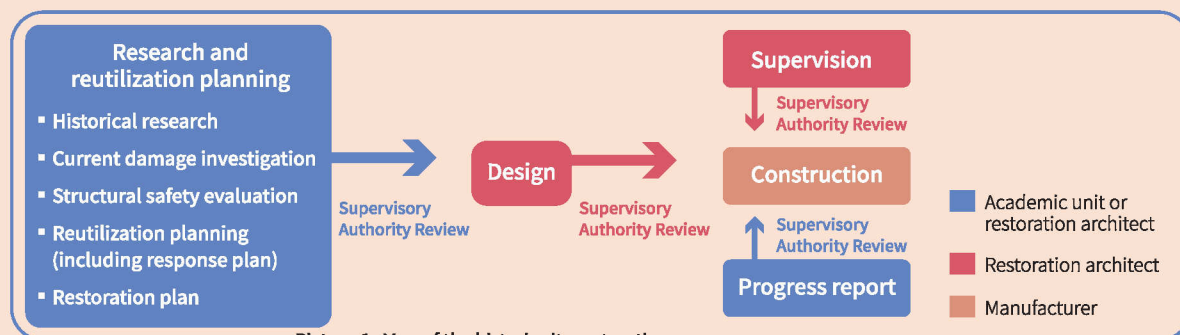 Research and
reutilization planning
▪ Historical research
▪ Current damage investigation
▪ Structural safety evaluation
▪ Reutilization planning
(including response plan)
▪ Restoration plan
Supervisory
Authority Review
Design
Supervisory
Authority Review
Supervision
Supervisory
Authority Review
Construction
Supervisory
Authority Review
Progress report
Academic unit or
restoration architect
Restoration architect
Manufacturer